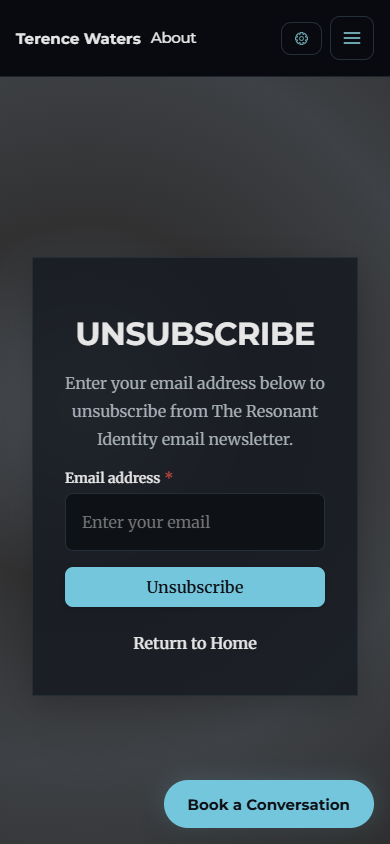 Terence Waters About
UNSUBSCRIBE
Enter your email address below to
unsubscribe from The Resonant
Identity email newsletter.
Email address *
Enter your email
Unsubscribe
Return to Home
Book a Conversation